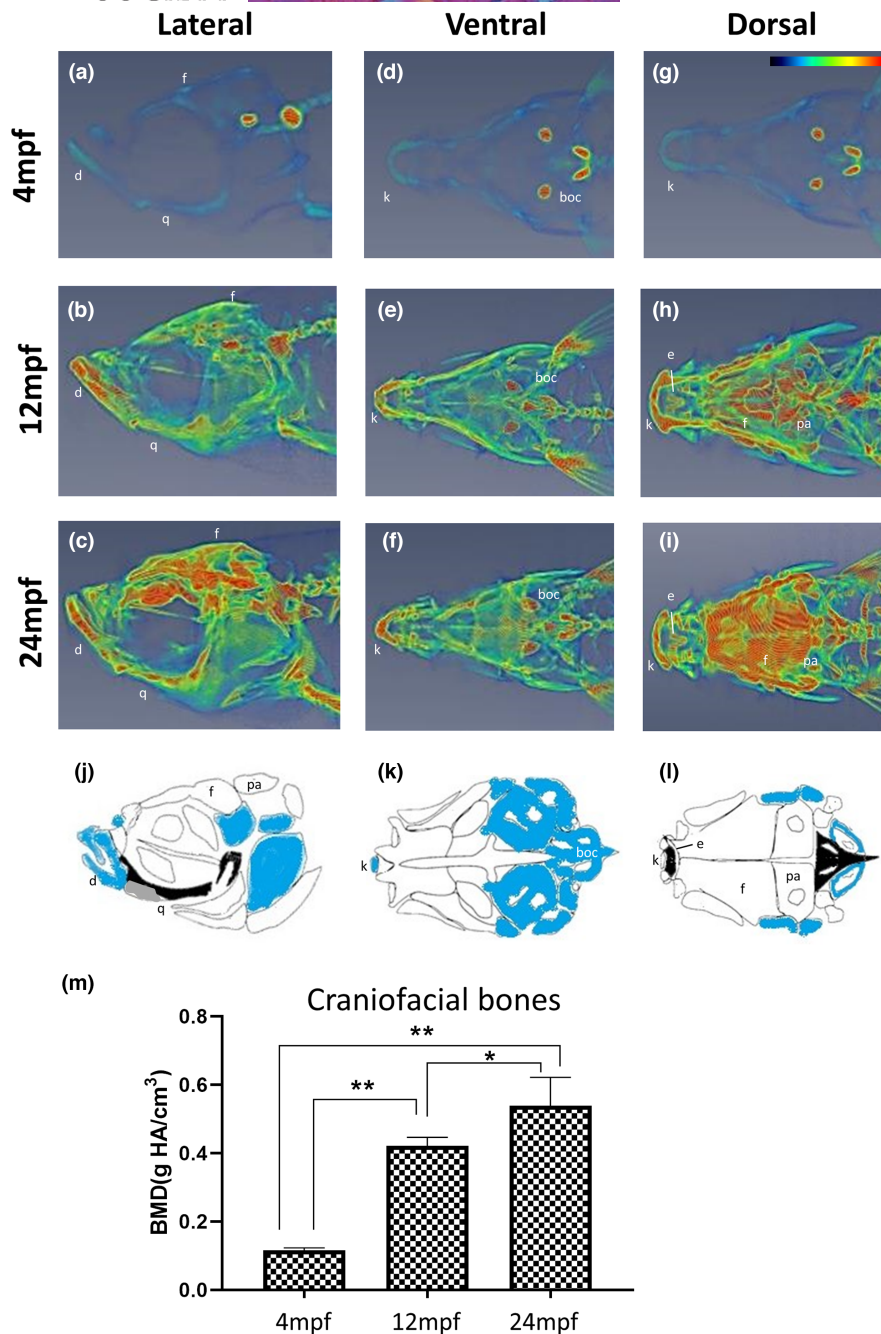 Lateral Ventral Dorsal
4mpf
(a) f d q
(d) k boc
(g) k
12mpf
(b) f d q
(e) boc k
(h) e k f pa
24mpf
(c) f d q
(f) boc k
(i) e k f pa
(j) f pa d q
(k) k boc
(l) e k pa f
(m)
Craniofacial bones
BMD(g HA/cm³)
0.8
0.6
0.4
0.2
0.0
**
*
**
4mpf 12mpf 24mpf